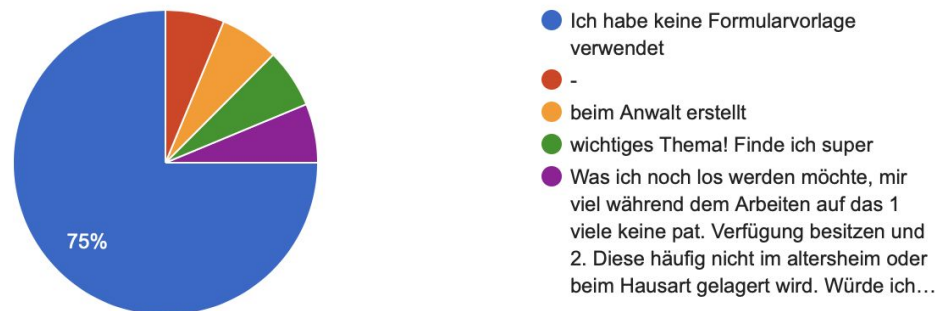 75%
Ich habe keine Formularvorlage
verwendet
-
beim Anwalt erstellt
wichtiges Thema! Finde ich super
Was ich noch los werden möchte, mir
viel während dem Arbeiten auf das 1
viele keine pat. Verfügung besitzen und
2. Diese häufig nicht im altersheim oder
beim Hausart gelagert wird. Würde ich…